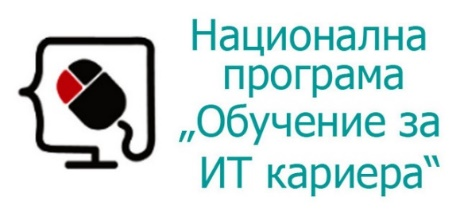 Национална
програма
„Обучение за
ИТ кариера“